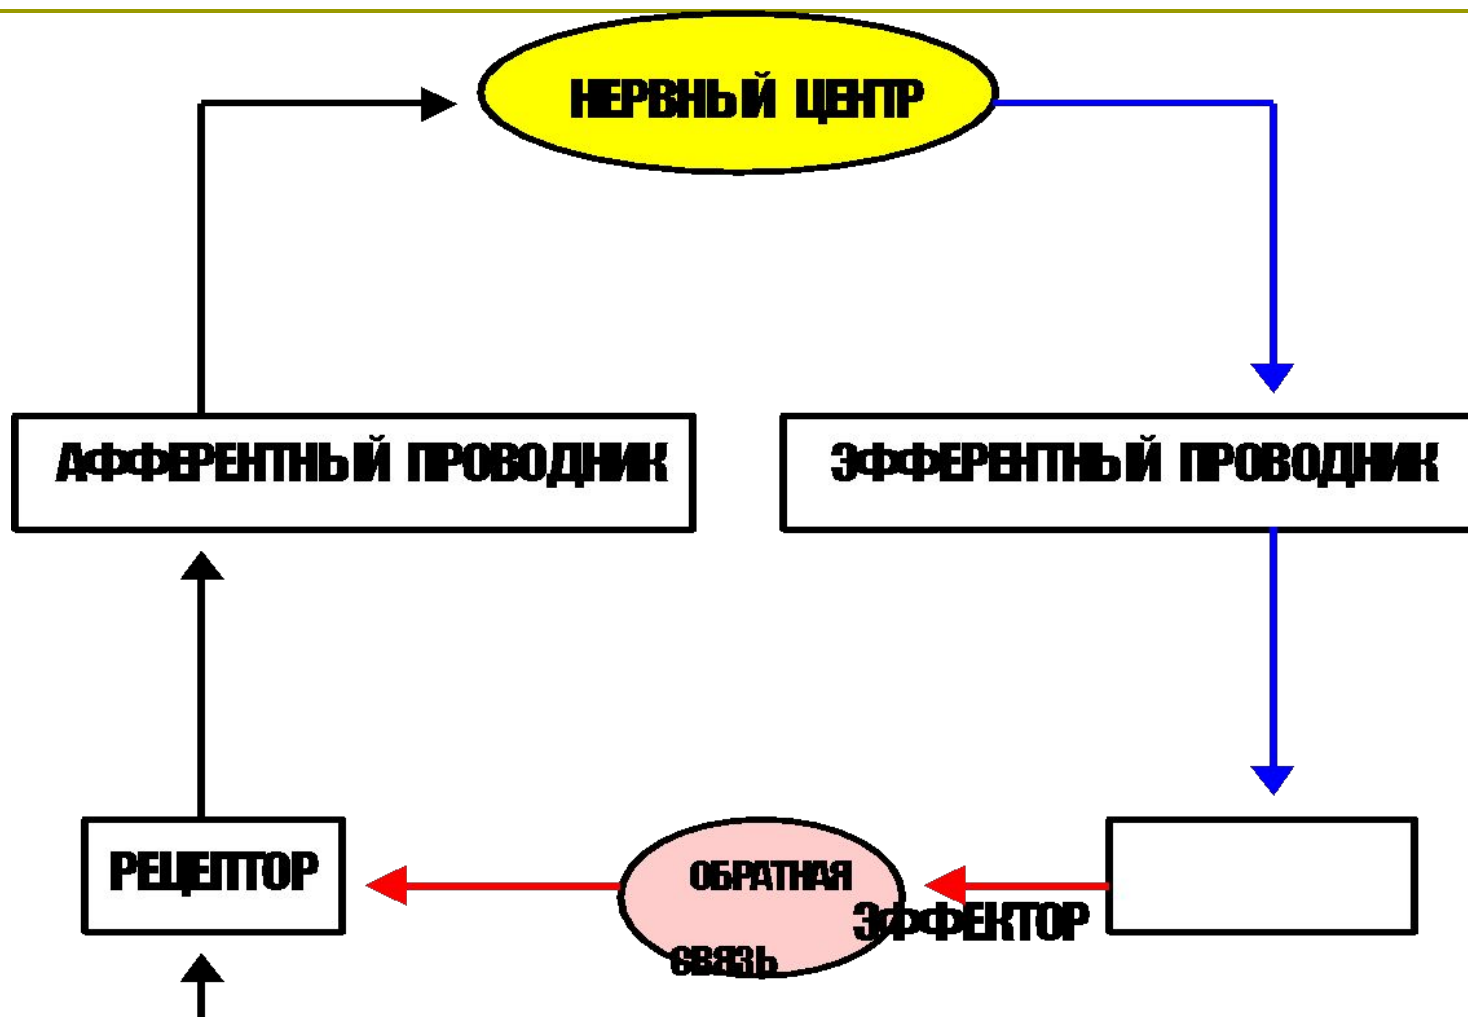 НЕРВНЫЙ ЦЕНТР
АФФЕРЕНТНЫЙ ПРОВОДНИК
ЭФФЕРЕНТНЫЙ ПРОВОДНИК
РЕЦЕПТОР
ОБРАТНАЯ
СВЯЗЬ
ЭФФЕКТОР